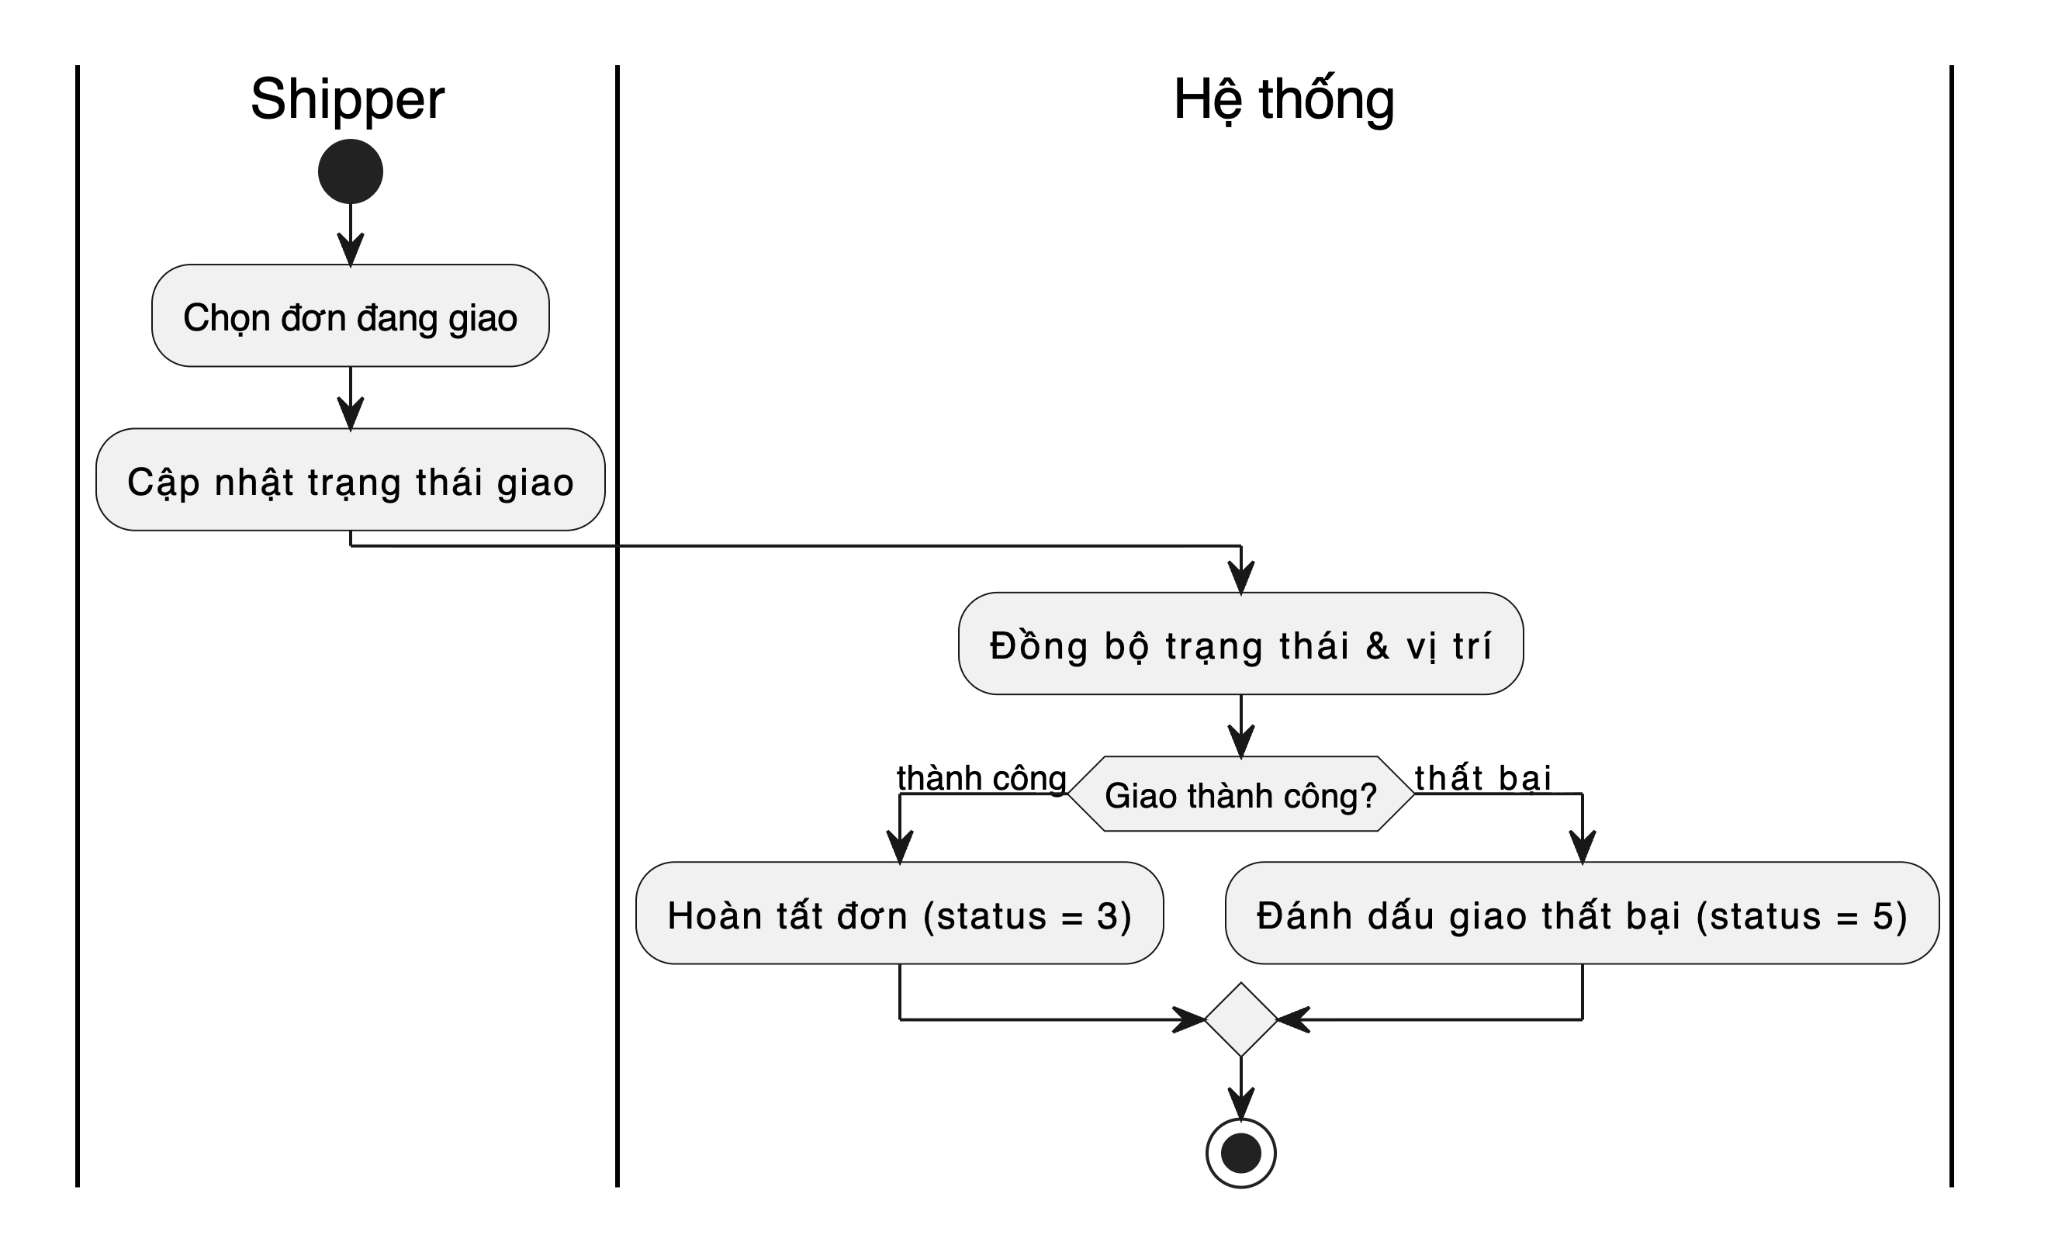 Shipper
Hệ thống
Chọn đơn đang giao
Cập nhật trạng thái giao
Đồng bộ trạng thái & vị trí
thành công
Giao thành công?
thất bại
Hoàn tất đơn (status = 3)
Đánh dấu giao thất bại (status = 5)